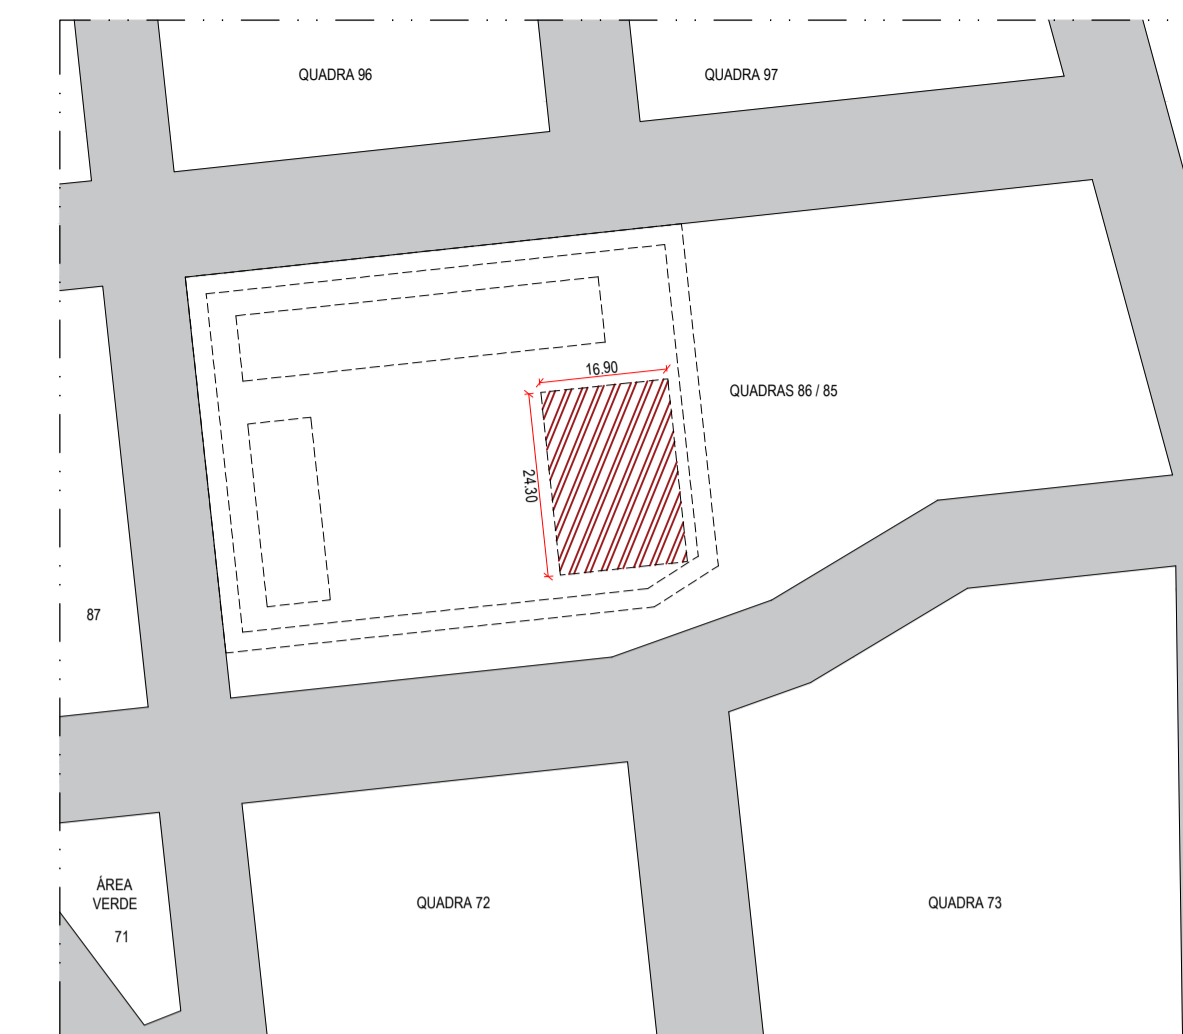 QUADRA 96
QUADRA 97
16.90
QUADRAS 86 / 85
24.30
87
ÁREA
VERDE
71
QUADRA 72
QUADRA 73